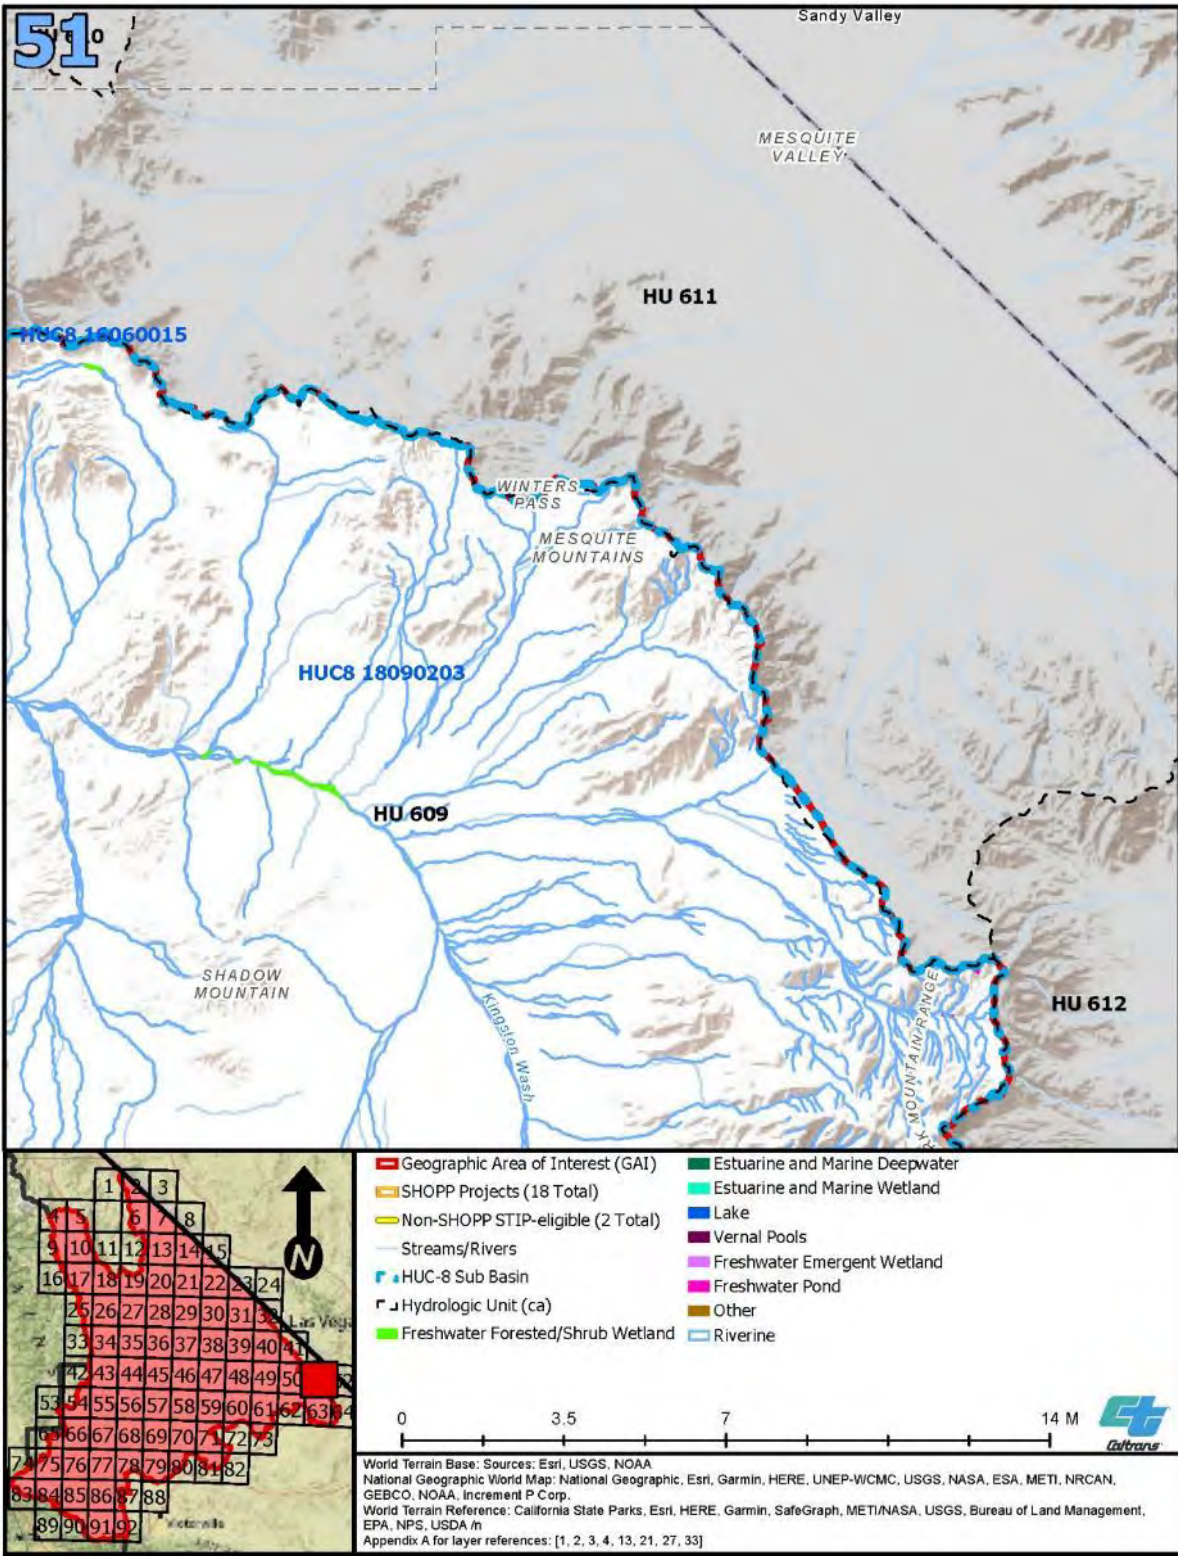 51
Sandy Valley
MESQUITE
VALLEY
HU 611
HUC8 16060015
WINTERS
PASS
MESQUITE
MOUNTAINS
HUC8 18090203
HU 609
SHADOW
MOUNTAIN
Kingston Wash
MOUNTAIN RANGE
HU 612
1 2 3
4 5 6 7 8
9 10 11 12 13 14 15
16 17 18 19 20 21 22 23 24
25 26 27 28 29 30 31 32
33 34 35 36 37 38 39 40 41
42 43 44 45 46 47 48 49 50
53 54 55 56 57 58 59 60 61 62 63 64
65 66 67 68 69 70 71 72 73
74 75 76 77 78 79 80 81 82
83 84 85 86 87 88
89 90 91 92
Las Vega
Victorville
N
Geographic Area of Interest (GAI)
SHOPP Projects (18 Total)
Non-SHOPP STIP-eligible (2 Total)
Streams/Rivers
HUC-8 Sub Basin
Hydrologic Unit (ca)
Freshwater Forested/Shrub Wetland
Estuarine and Marine Deepwater
Estuarine and Marine Wetland
Lake
Vernal Pools
Freshwater Emergent Wetland
Freshwater Pond
Other
Riverine
0 3.5 7 14 M
Caltrans
World Terrain Base: Sources: Esri, USGS, NOAA
National Geographic World Map: National Geographic, Esri, Garmin, HERE, UNEP-WCMC, USGS, NASA, ESA, METI, NRCAN,
GEBCO, NOAA, increment P Corp.
World Terrain Reference: California State Parks, Esri, HERE, Garmin, SafeGraph, METI/NASA, USGS, Bureau of Land Management,
EPA, NPS, USDA /n
Appendix A for layer references: [1, 2, 3, 4, 13, 21, 27, 33]